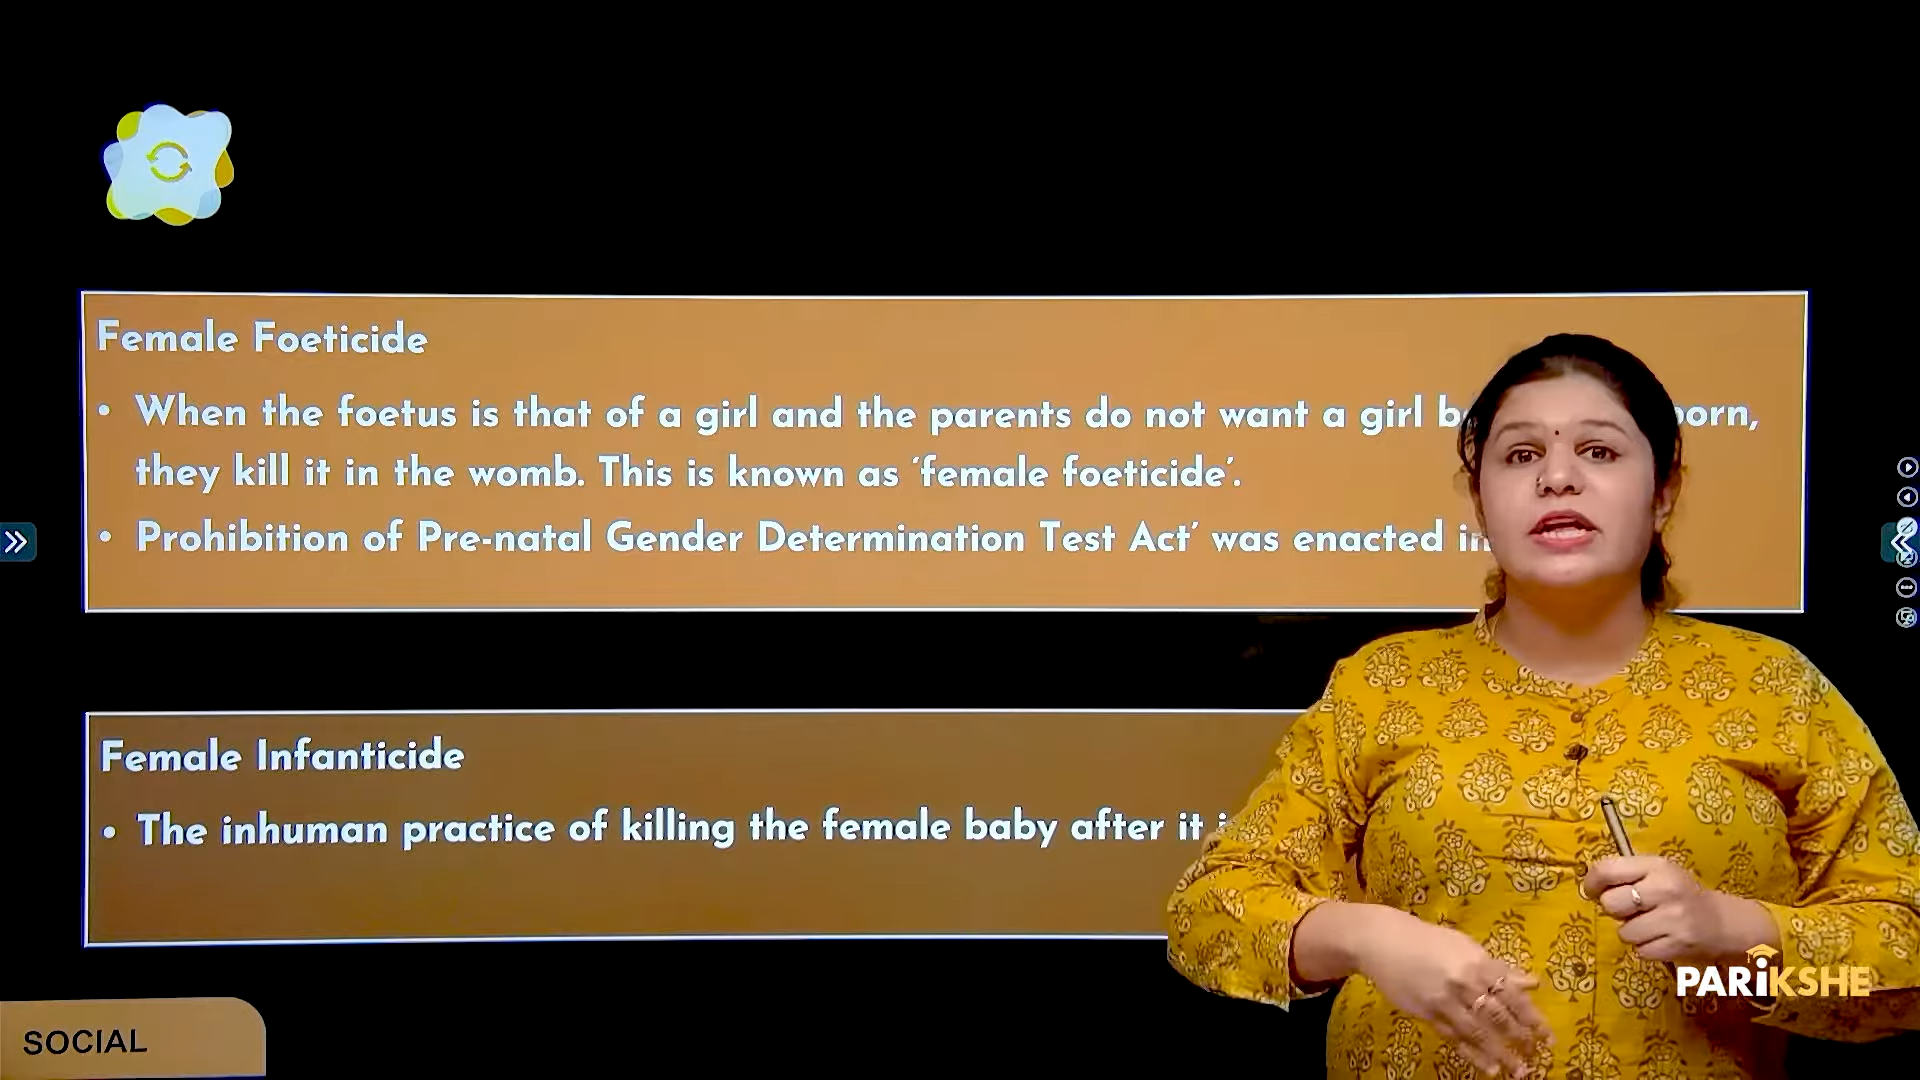 Female Foeticide
• When the foetus is that of a girl and the parents do not want a girl born,
they kill it in the womb. This is known as ‘female foeticide’.
• Prohibition of Pre-natal Gender Determination Test Act’ was enacted in
Female Infanticide
• The inhuman practice of killing the female baby after it
SOCIAL
PARiKSHE